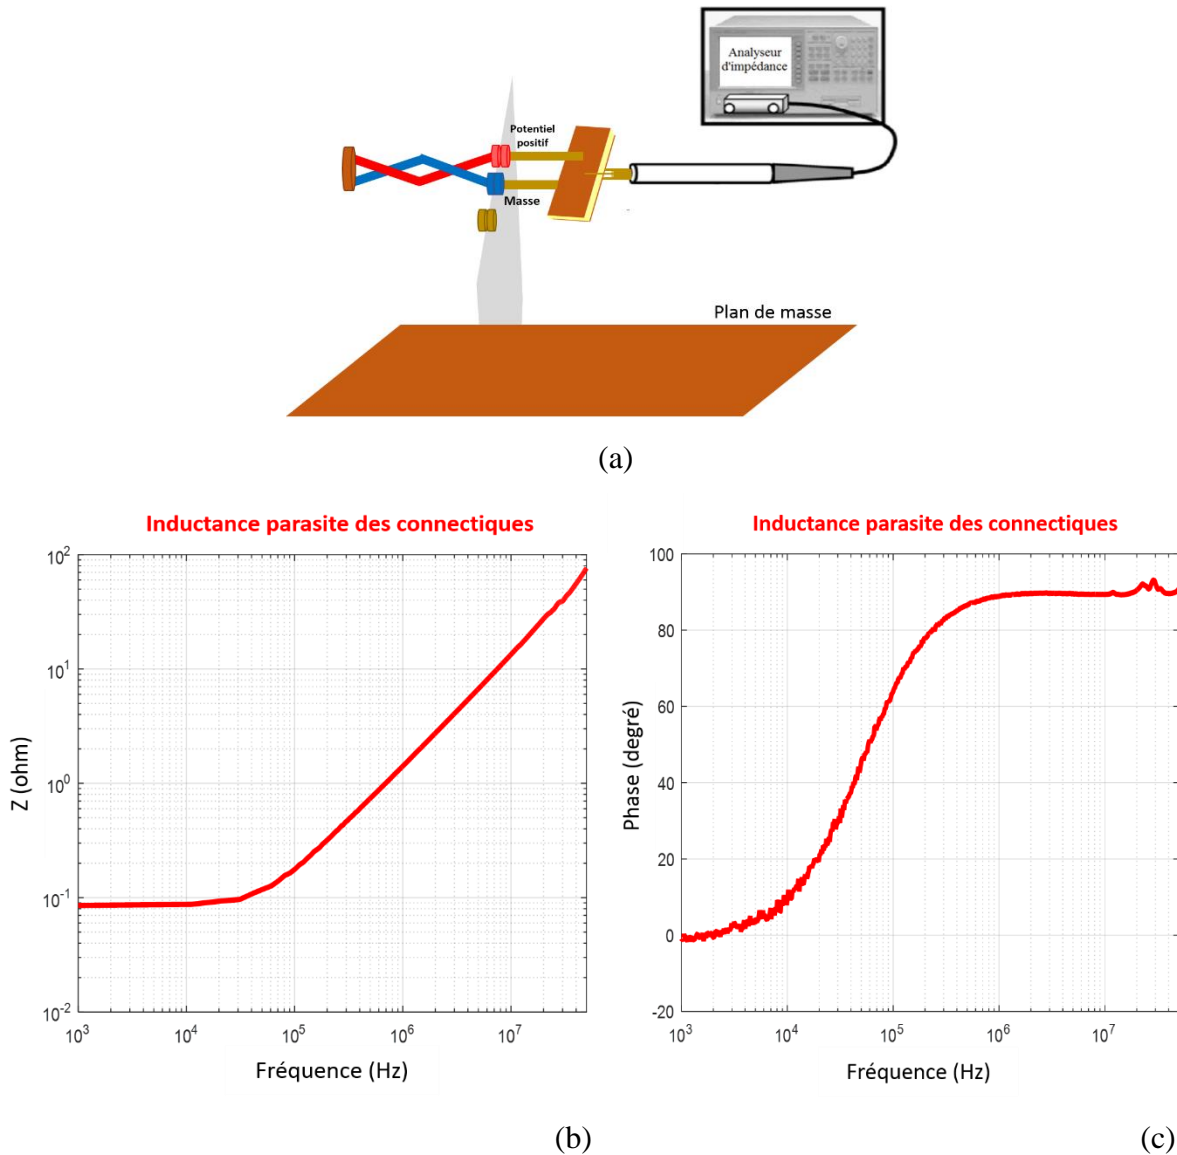 Analyseur
d'impédance
Potentiel
positif
Masse
Plan de masse
(a)
Inductance parasite des connectiques
10²
10¹
10⁰
10⁻¹
10⁻²
Z (ohm)
10³ 10⁴ 10⁵ 10⁶ 10⁷
Fréquence (Hz)
(b)
Inductance parasite des connectiques
100
80
60
40
20
0
-20
Phase (degré)
10³ 10⁴ 10⁵ 10⁶ 10⁷
Fréquence (Hz)
(c)